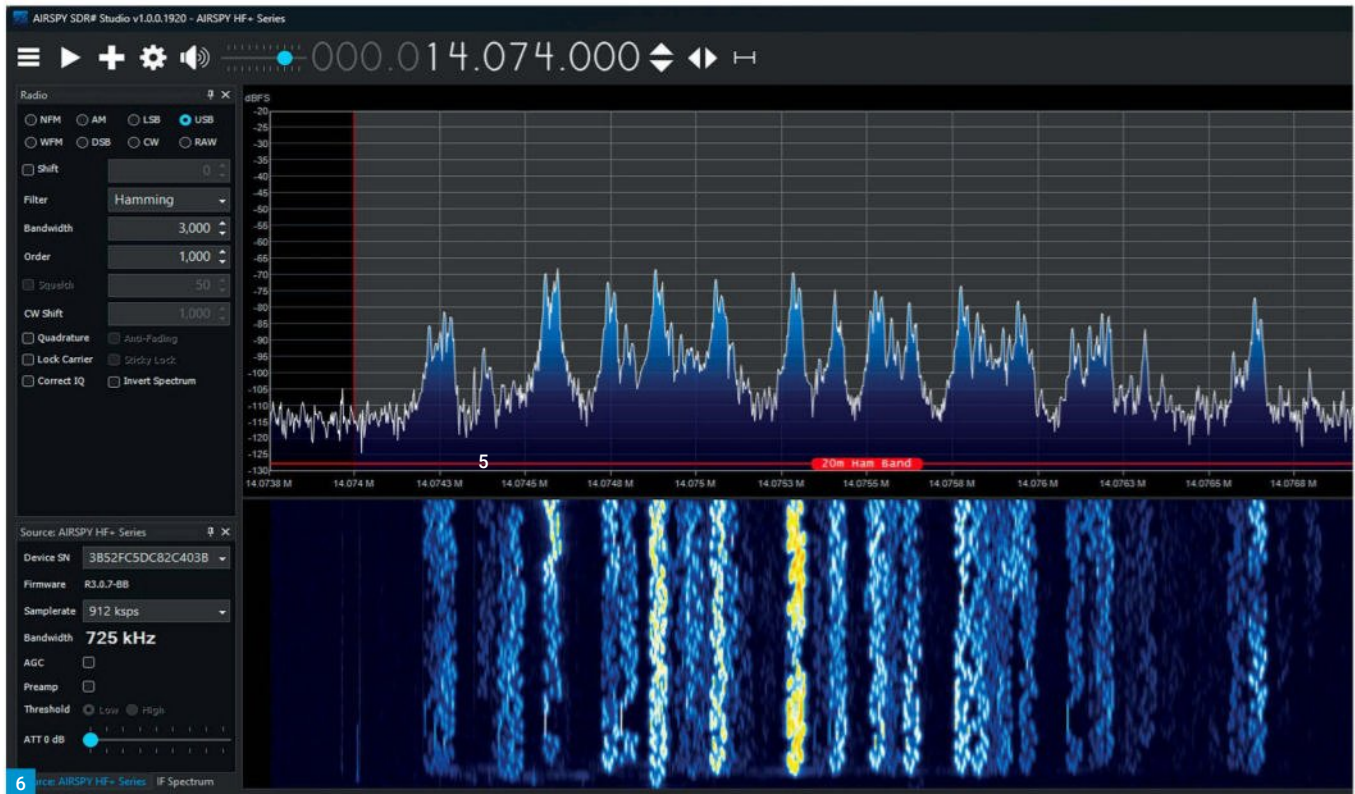 AIRSPY SDR# Studio v1.0.0.1920 - AIRSPY HF+ Series
000.014.074.000
Radio
NFM AM LSB USB
WFM DSB CW RAW
Shift 0
Filter Hamming
Bandwidth 3,000
Order 1,000
Squelch 50
CW Shift 1,000
Quadrature Anti-Fading
Lock Carrier Sticky Lock
Correct IQ Invert Spectrum
dBFS
-20
-25
-30
-35
-40
-45
-50
-55
-60
-65
-70
-75
-80
-85
-90
-95
-100
-105
-110
-115
-120
-125
-130
5
20m Ham Band
14.0738 M 14.074 M 14.0743 M 14.0745 M 14.0748 M 14.075 M 14.0753 M 14.0755 M 14.0758 M 14.076 M 14.0763 M 14.0765 M 14.0768 M
Source: AIRSPY HF+ Series
Device SN 3B52FC5DC82C403B
Firmware R3.0.7-BB
Samplerate 912 ksps
Bandwidth 725 kHz
AGC
Preamp
Threshold Low High
ATT 0 dB
6
Source: AIRSPY HF+ Series IF Spectrum